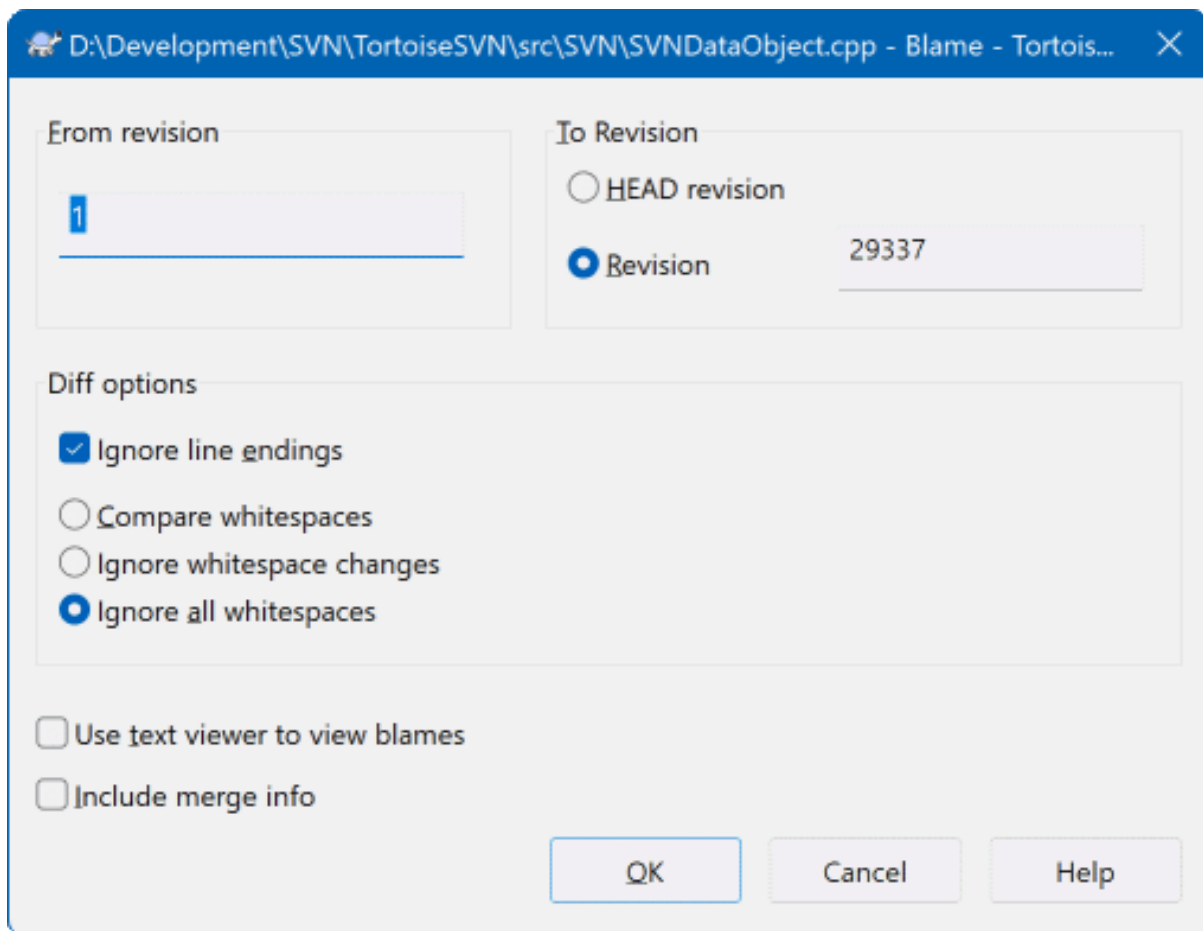 D:\Development\SVN\TortoiseSVN\src\SVN\SVNDataObject.cpp - Blame - Tortois...
From revision
To Revision
1
HEAD revision
Revision
29337
Diff options
Ignore line endings
Compare whitespaces
Ignore whitespace changes
Ignore all whitespaces
Use text viewer to view blames
Include merge info
OK
Cancel
Help